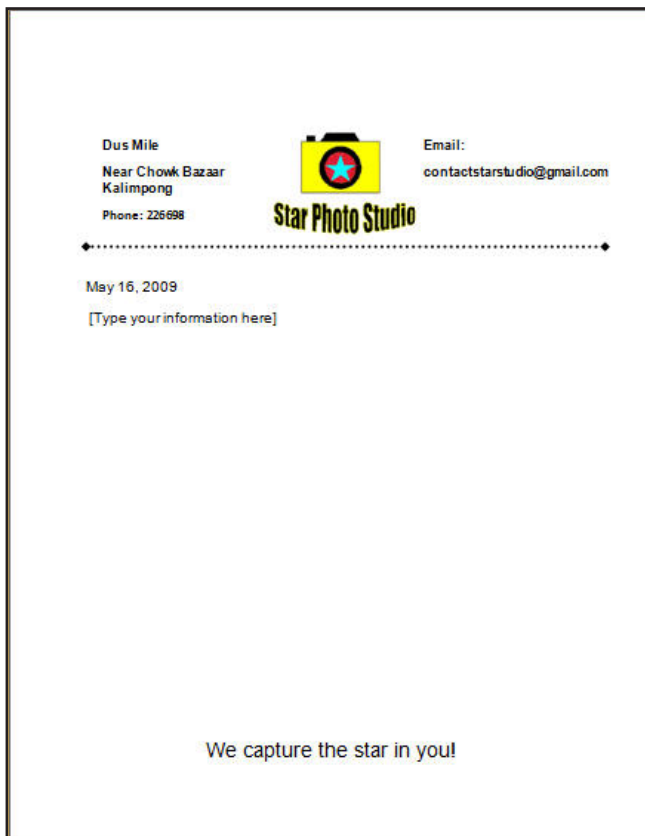 Dus Mile
Near Chowk Bazaar
Kalimpong
Phone: 226698
Star Photo Studio
Email:
contactstarstudio@gmail.com
May 16, 2009
[Type your information here]
We capture the star in you!